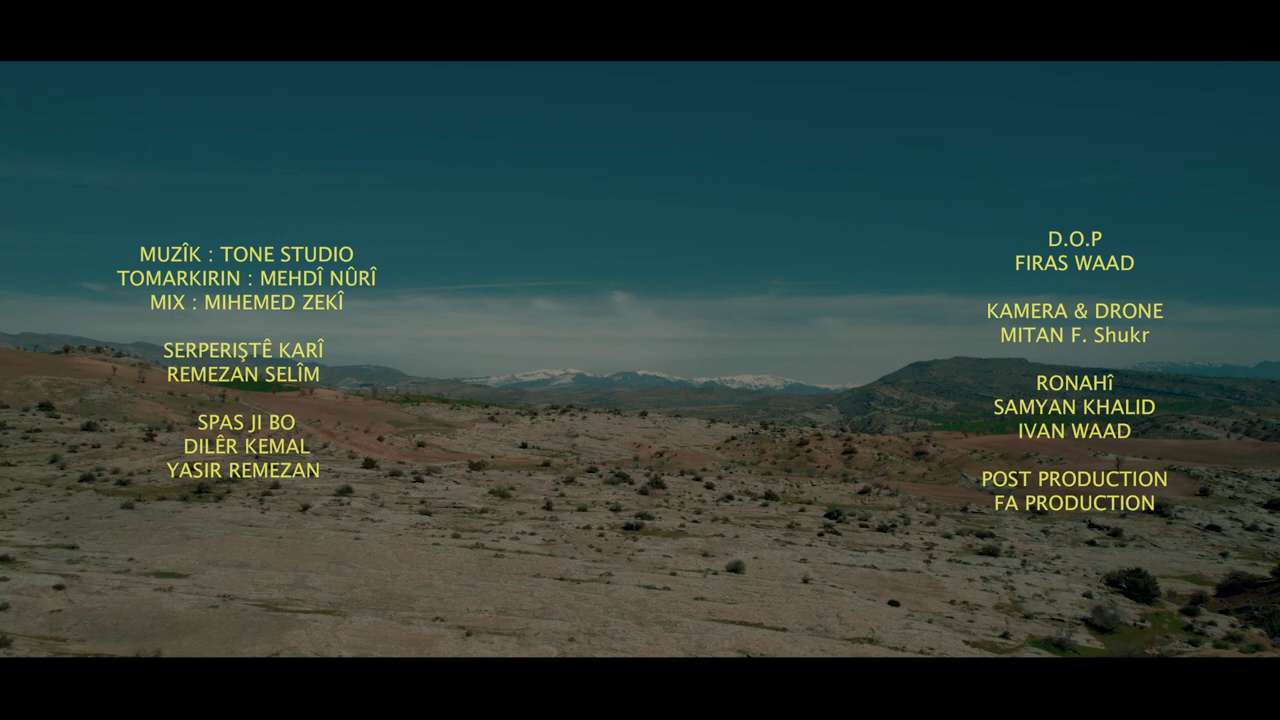 MUZÎK : TONE STUDIO
TOMARKIRIN : MEHDÎ NÛRÎ
MIX : MIHEMED ZEKÎ
SERPERIŞTÊ KARÎ
REMEZAN SELÎM
SPAS JI BO
DILÊR KEMAL
YASIR REMEZAN
D.O.P
FIRAS WAAD
KAMERA & DRONE
MITAN F. Shukr
RONAHî
SAMYAN KHALID
IVAN WAAD
POST PRODUCTION
FA PRODUCTION